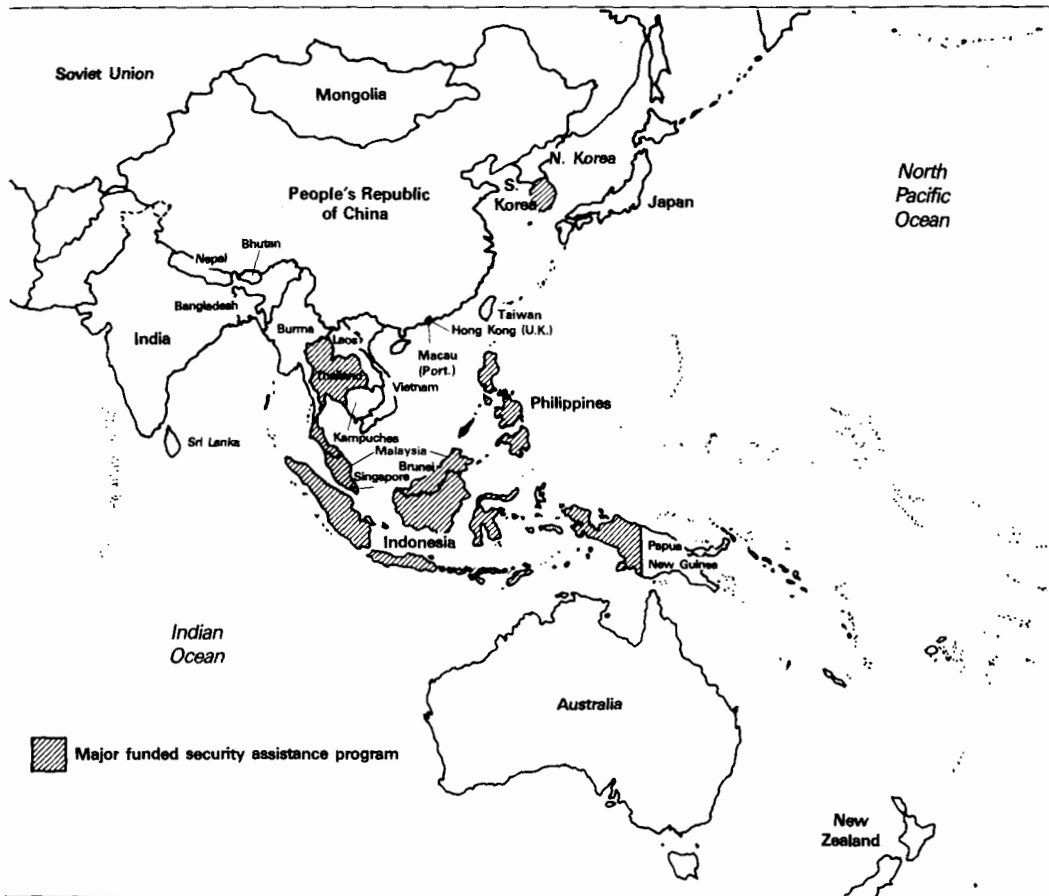 Soviet Union
Mongolia
N. Korea
North
Pacific
Ocean
People's Republic
of China
S.
Korea
Japan
Bhutan
Nepal
Bangladesh
India
Burma
Laos
Taiwan
Hong Kong (U.K.)
Macau
(Port.)
Thailand
Vietnam
Philippines
Sri Lanka
Kampuchea
Malaysia
Brunei
Singapore
Indonesia
Papua
New Guinea
Indian
Ocean
Australia
Major funded security assistance program
New
Zealand